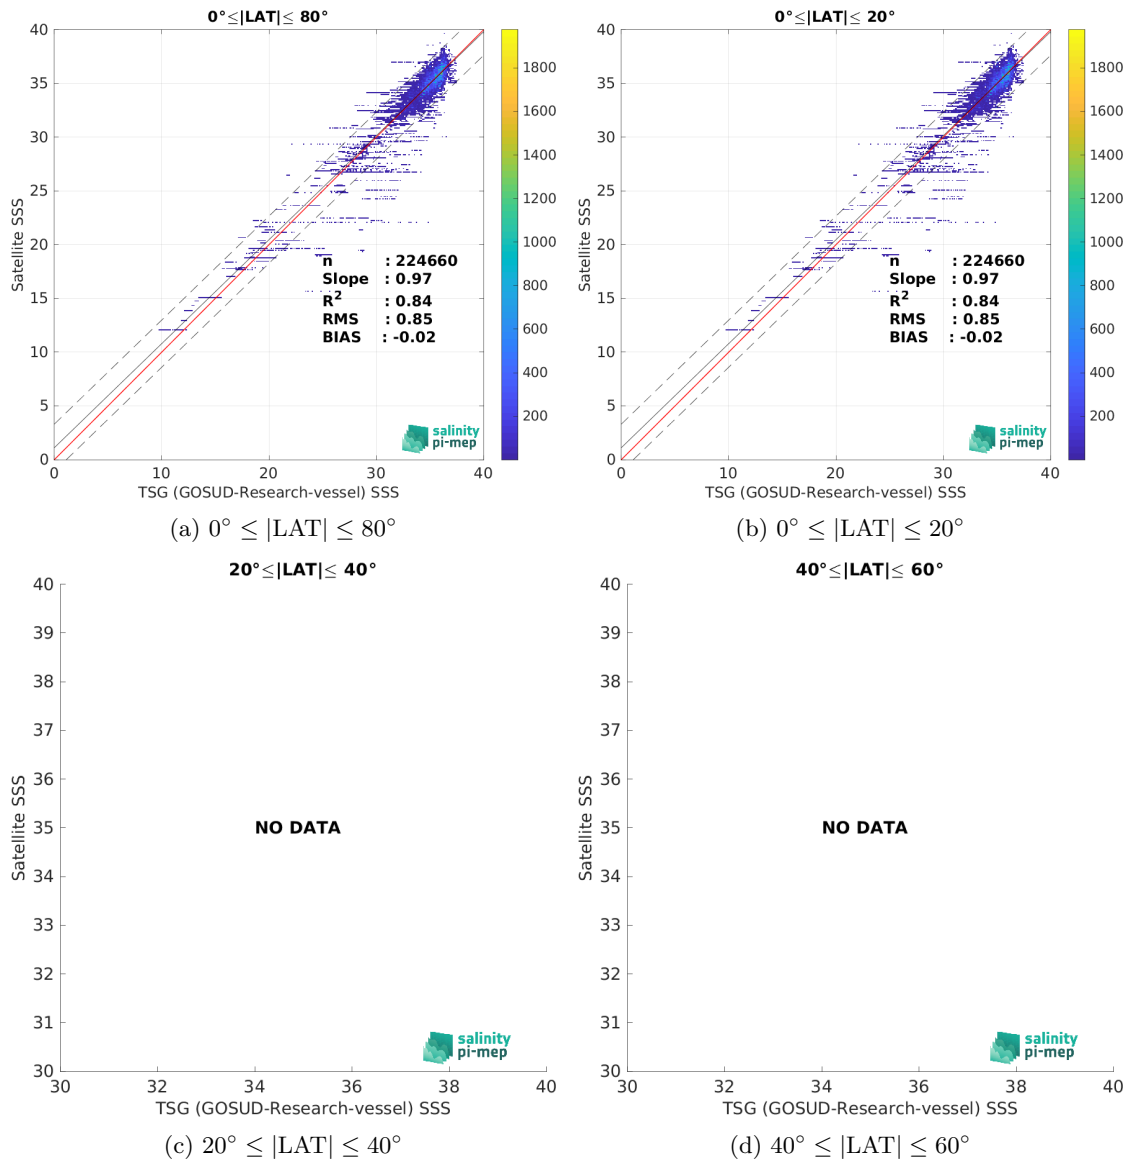 0°≤|LAT|≤ 80°
40
35
30
25
20
15
10
5
0
0
10
20
30
40
Satellite SSS
TSG (GOSUD-Research-vessel) SSS
n : 224660
Slope : 0.97
R² : 0.84
RMS : 0.85
BIAS : -0.02
salinity
pi-mep
1800
1600
1400
1200
1000
800
600
400
200
(a) 0° ≤ |LAT| ≤ 80°
0°≤|LAT|≤ 20°
40
35
30
25
20
15
10
5
0
0
10
20
30
40
Satellite SSS
TSG (GOSUD-Research-vessel) SSS
n : 224660
Slope : 0.97
R² : 0.84
RMS : 0.85
BIAS : -0.02
salinity
pi-mep
1800
1600
1400
1200
1000
800
600
400
200
(b) 0° ≤ |LAT| ≤ 20°
20°≤|LAT|≤ 40°
40
39
38
37
36
35
34
33
32
31
30
30
32
34
36
38
40
Satellite SSS
NO DATA
salinity
pi-mep
TSG (GOSUD-Research-vessel) SSS
(c) 20° ≤ |LAT| ≤ 40°
40°≤|LAT|≤ 60°
40
39
38
37
36
35
34
33
32
31
30
30
32
34
36
38
40
Satellite SSS
NO DATA
salinity
pi-mep
TSG (GOSUD-Research-vessel) SSS
(d) 40° ≤ |LAT| ≤ 60°